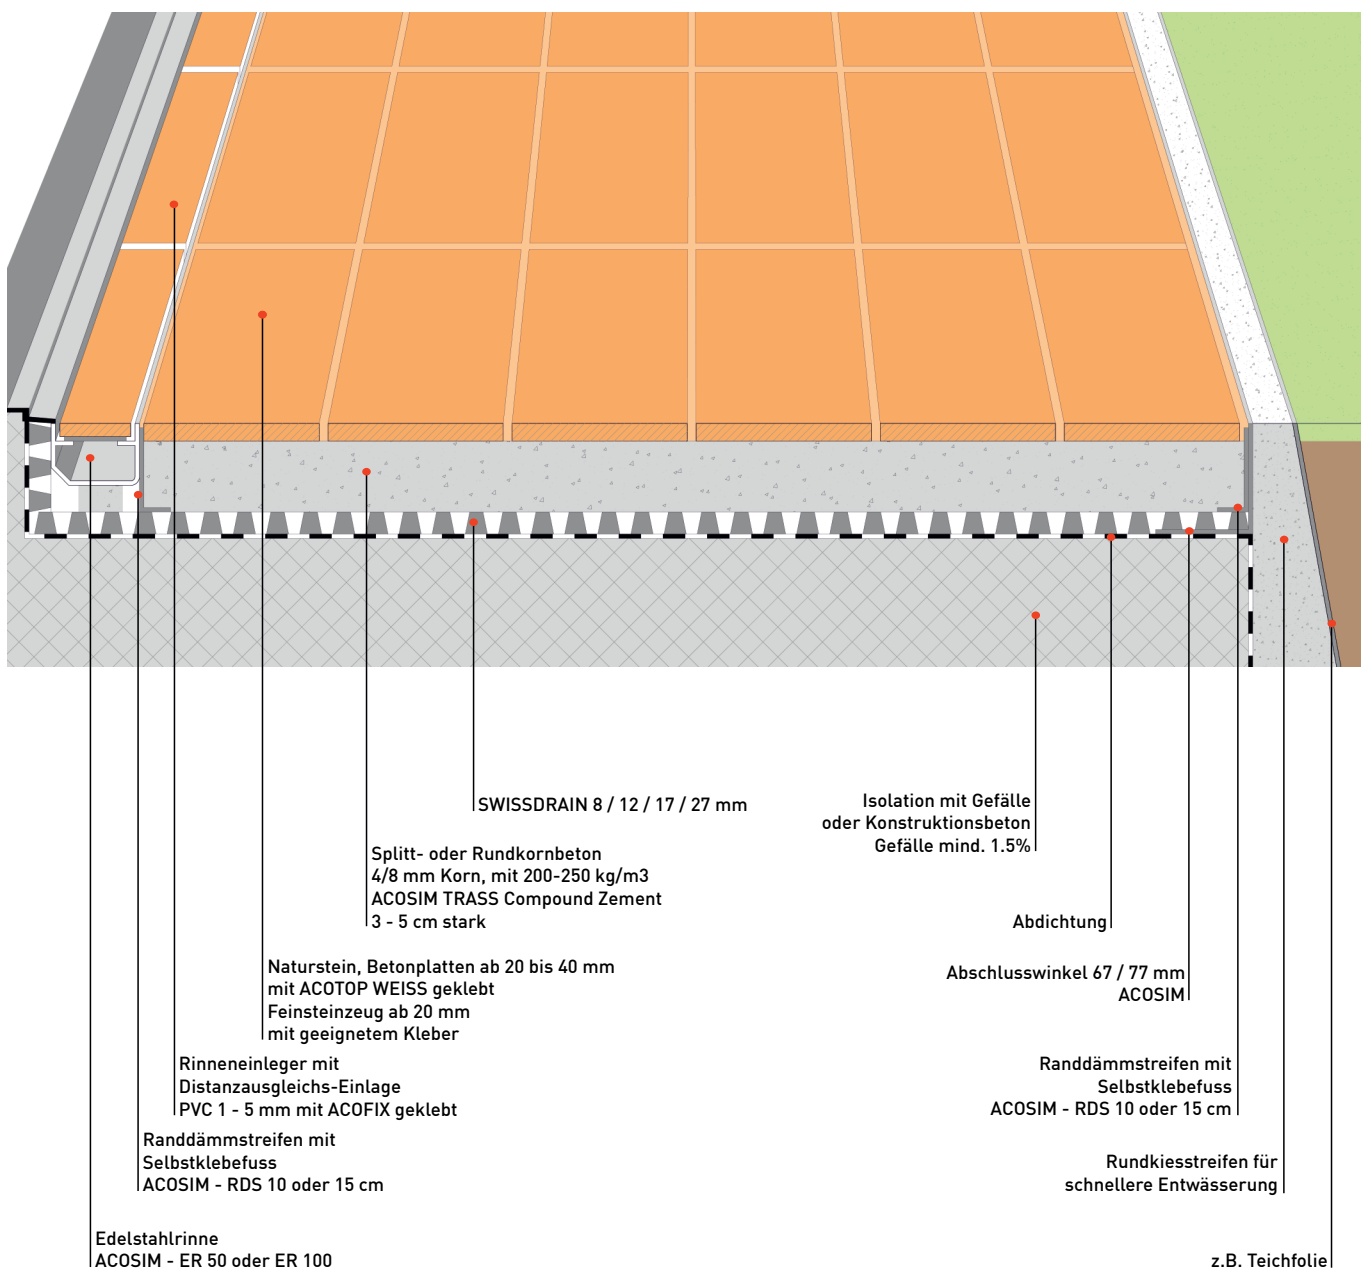 SWISSDRAIN 8 / 12 / 17 / 27 mm
Splitt- oder Rundkornbeton
4/8 mm Korn, mit 200-250 kg/m3
ACOSIM TRASS Compound Zement
3 - 5 cm stark
Naturstein, Betonplatten ab 20 bis 40 mm
mit ACOTOP WEISS geklebt
Feinsteinzeug ab 20 mm
mit geeignetem Kleber
Rinneneinleger mit
Distanzausgleichs-Einlage
PVC 1 - 5 mm mit ACOFIX geklebt
Randdämmstreifen mit
Selbstklebefuss
ACOSIM - RDS 10 oder 15 cm
Edelstahlrinne
ACOSIM - ER 50 oder ER 100
Isolation mit Gefälle
oder Konstruktionsbeton
Gefälle mind. 1.5%
Abdichtung
Abschlusswinkel 67 / 77 mm
ACOSIM
Randdämmstreifen mit
Selbstklebefuss
ACOSIM - RDS 10 oder 15 cm
Rundkiesstreifen für
schnellere Entwässerung
z.B. Teichfolie